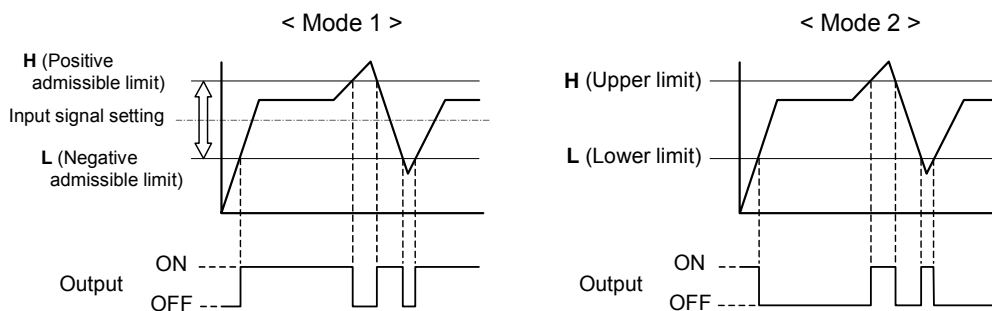 < Mode 1 >
H (Positive
admissible limit)
Input signal setting
L (Negative
admissible limit)
ON
Output
OFF
< Mode 2 >
H (Upper limit)
L (Lower limit)
ON
Output
OFF